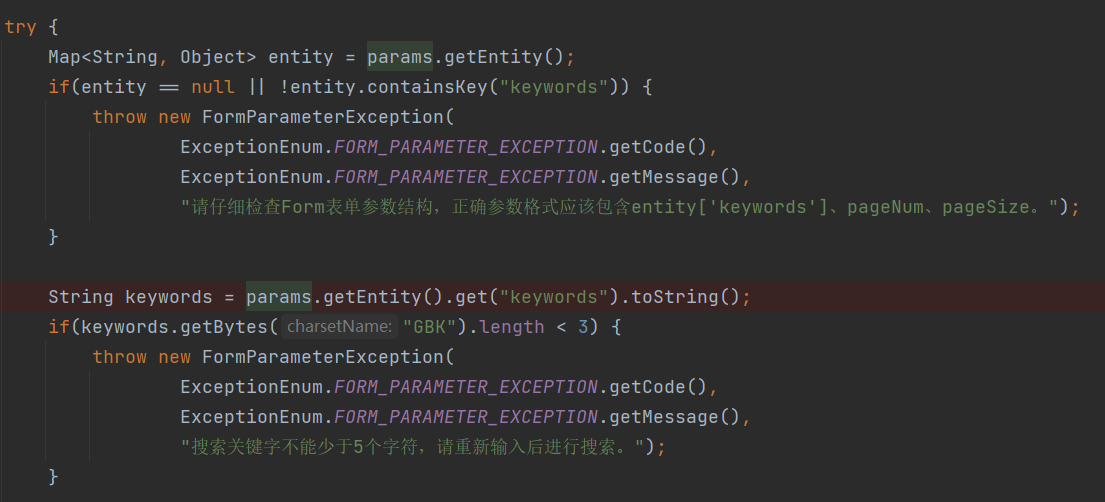 try {
Map<String, Object> entity = params.getEntity();
if(entity == null || !entity.containsKey("keywords")) {
throw new FormParameterException(
ExceptionEnum.FORM_PARAMETER_EXCEPTION.getCode(),
ExceptionEnum.FORM_PARAMETER_EXCEPTION.getMessage(),
"请仔细检查Form表单参数结构，正确参数格式应该包含entity['keywords']、pageNum、pageSize。");
}
String keywords = params.getEntity().get("keywords").toString();
if(keywords.getBytes( charsetName: "GBK").length < 3) {
throw new FormParameterException(
ExceptionEnum.FORM_PARAMETER_EXCEPTION.getCode(),
ExceptionEnum.FORM_PARAMETER_EXCEPTION.getMessage(),
"搜索关键字不能少于5个字符，请重新输入后进行搜索。");
}